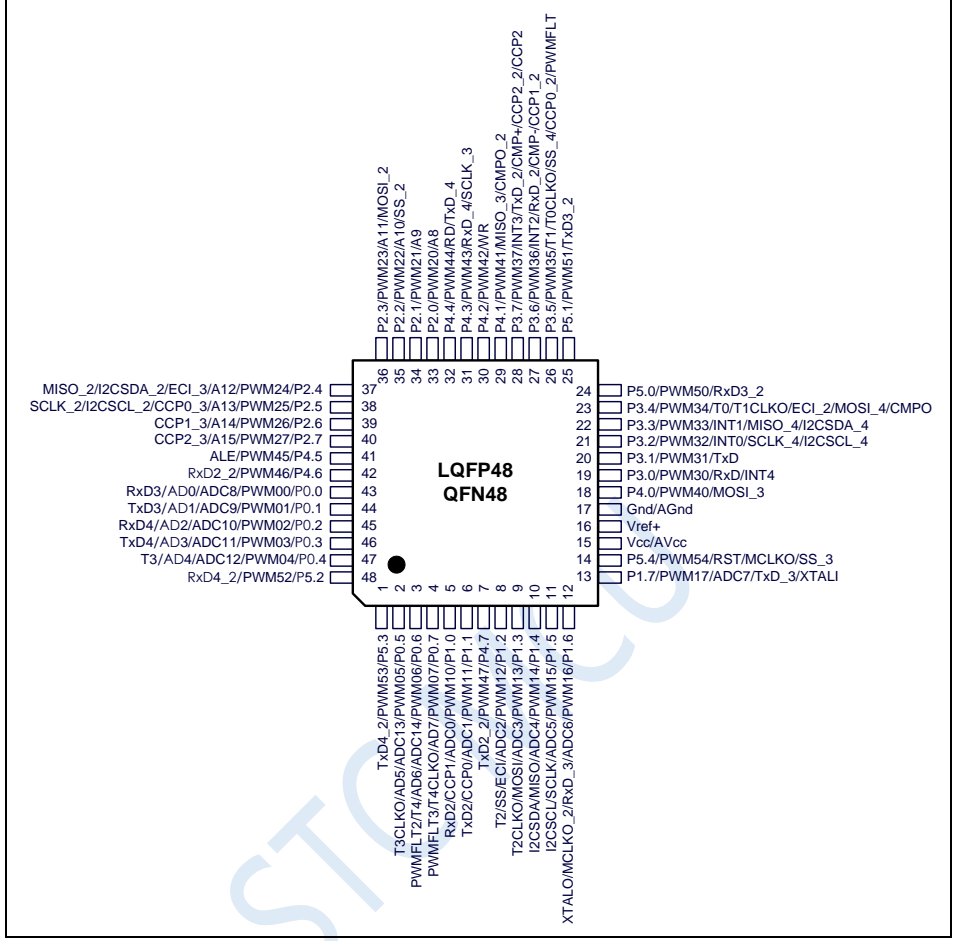 P2.3/PWM23/A11/MOSI_2
P2.2/PWM22/A10/SS_2
P2.1/PWM21/A9
P2.0/PWM20/A8
P4.4/PWM44/RD/TxD_4
P4.3/PWM43/RxD_4/SCLK_3
P4.2/PWM42/WR
P4.1/PWM41/MISO_3/CMPO_2
P3.7/PWM37/INT3/TxD_2/CMP+/CCP2_2/CCP2
P3.6/PWM36/INT2/RxD_2/CMP-/CCP1_2
P3.5/PWM35/T1/T0CLKO/SS_4/CCP0_2/PWMFLT
P5.1/PWM51/TxD3_2
36
35
34
33
32
31
30
29
28
27
26
25
MISO_2/I2CSDA_2/ECI_3/A12/PWM24/P2.4 37
SCLK_2/I2CSCL_2/CCP0_3/A13/PWM25/P2.5 38
CCP1_3/A14/PWM26/P2.6 39
CCP2_3/A15/PWM27/P2.7 40
ALE/PWM45/P4.5 41
RxD2_2/PWM46/P4.6 42
RxD3/AD0/ADC8/PWM00/P0.0 43
TxD3/AD1/ADC9/PWM01/P0.1 44
RxD4/AD2/ADC10/PWM02/P0.2 45
TxD4/AD3/ADC11/PWM03/P0.3 46
T3/AD4/ADC12/PWM04/P0.4 47
RxD4_2/PWM52/P5.2 48
LQFP48
QFN48
24 P5.0/PWM50/RxD3_2
23 P3.4/PWM34/T0/T1CLKO/ECI_2/MOSI_4/CMPO
22 P3.3/PWM33/INT1/MISO_4/I2CSDA_4
21 P3.2/PWM32/INT0/SCLK_4/I2CSCL_4
20 P3.1/PWM31/TxD
19 P3.0/PWM30/RxD/INT4
18 P4.0/PWM40/MOSI_3
17 Gnd/AGnd
16 Vref+
15 Vcc/AVcc
14 P5.4/PWM54/RST/MCLKO/SS_3
13 P1.7/PWM17/ADC7/TxD_3/XTALI
1
2
3
4
5
6
7
8
9
10
11
12
TxD4_2/PWM53/P5.3
T3CLKO/AD5/ADC13/PWM05/P0.5
PWMFLT2/T4/AD6/ADC14/PWM06/P0.6
PWMFLT3/T4CLKO/AD7/PWM07/P0.7
RxD2/CCP1/ADC0/PWM10/P1.0
TxD2/CCP0/ADC1/PWM11/P1.1
TxD2_2/PWM47/P4.7
T2/SS/ECI/ADC2/PWM12/P1.2
T2CLKO/MOSI/ADC3/PWM13/P1.3
I2CSDA/MISO/ADC4/PWM14/P1.4
I2CSCL/SCLK/ADC5/PWM15/P1.5
XTALO/MCLKO_2/RxD_3/ADC6/PWM16/P1.6
STCMCU